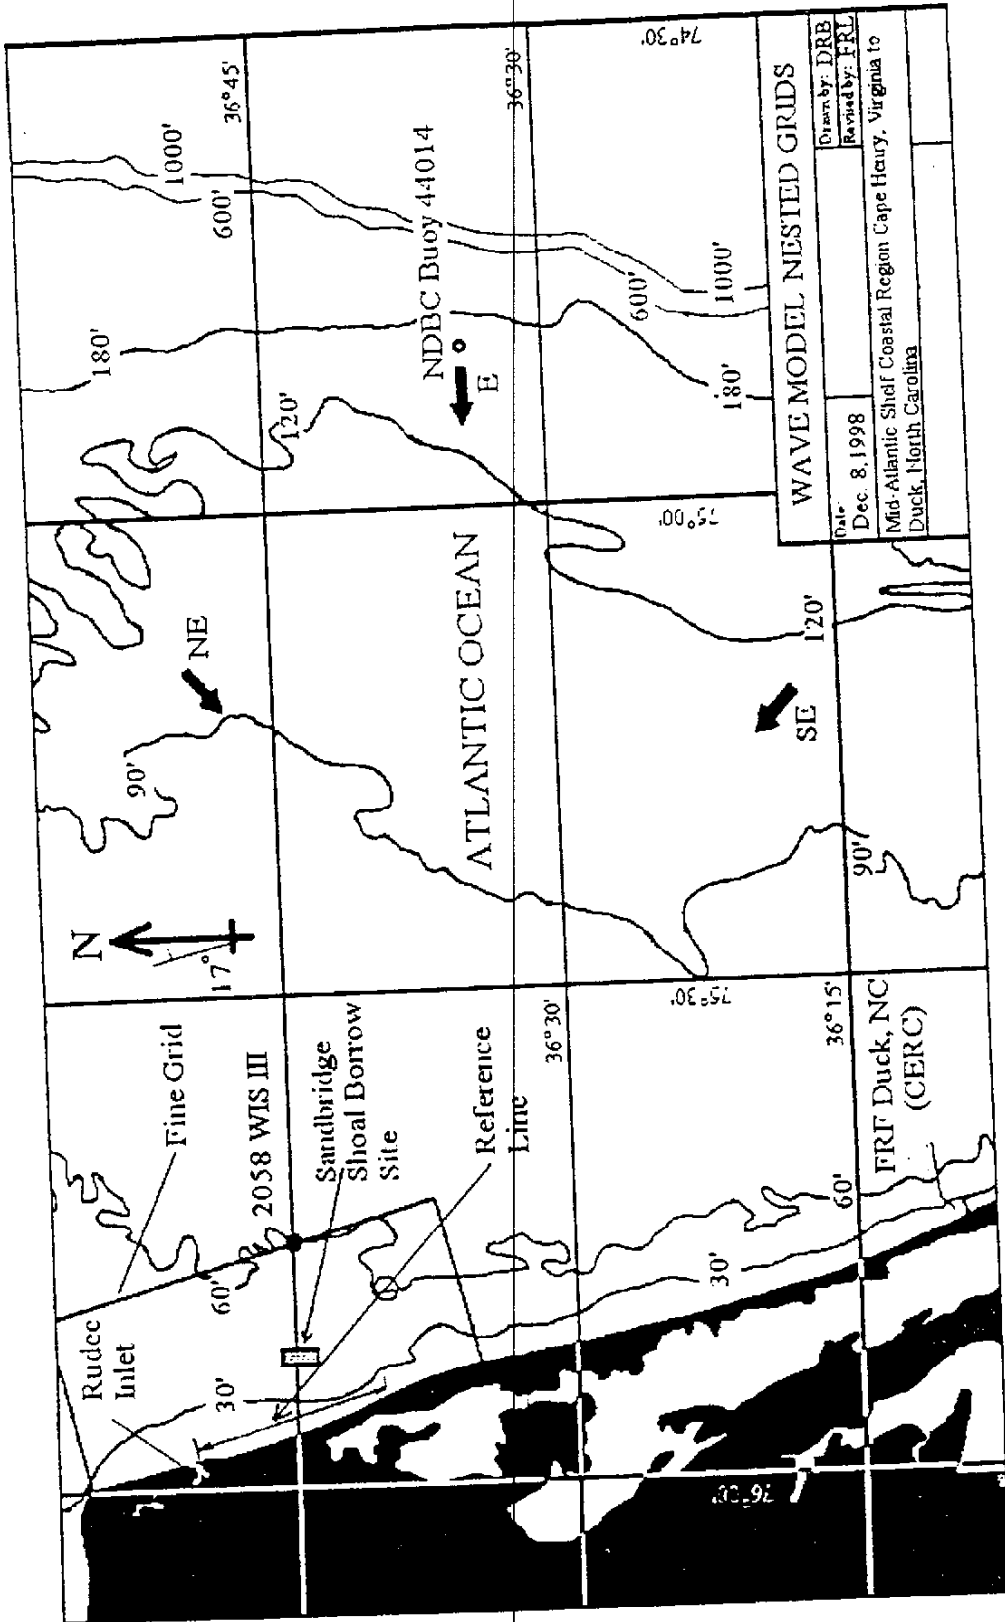 36°45'
36°30'
74°30'
1000'
600'
180'
NDBC Buoy 44014
E
120'
600'
1000'
180'
75°00'
NE
90'
ATLANTIC OCEAN
SE
120'
90'
N
17°
75°30'
36°30'
36°15'
Fine Grid
2058 WIS III
Sandbridge
Shoal Borrow
Site
Reference
Line
FRF Duck, NC
(CERC)
60'
60'
30'
30'
Rudee
Inlet
WAVE MODEL NESTED GRIDS
Date:
Dec. 8, 1998
Drawn by: DRB
Revised by: FRL
Mid-Atlantic Shelf Coastal Region Cape Henry, Virginia to
Duck, North Carolina